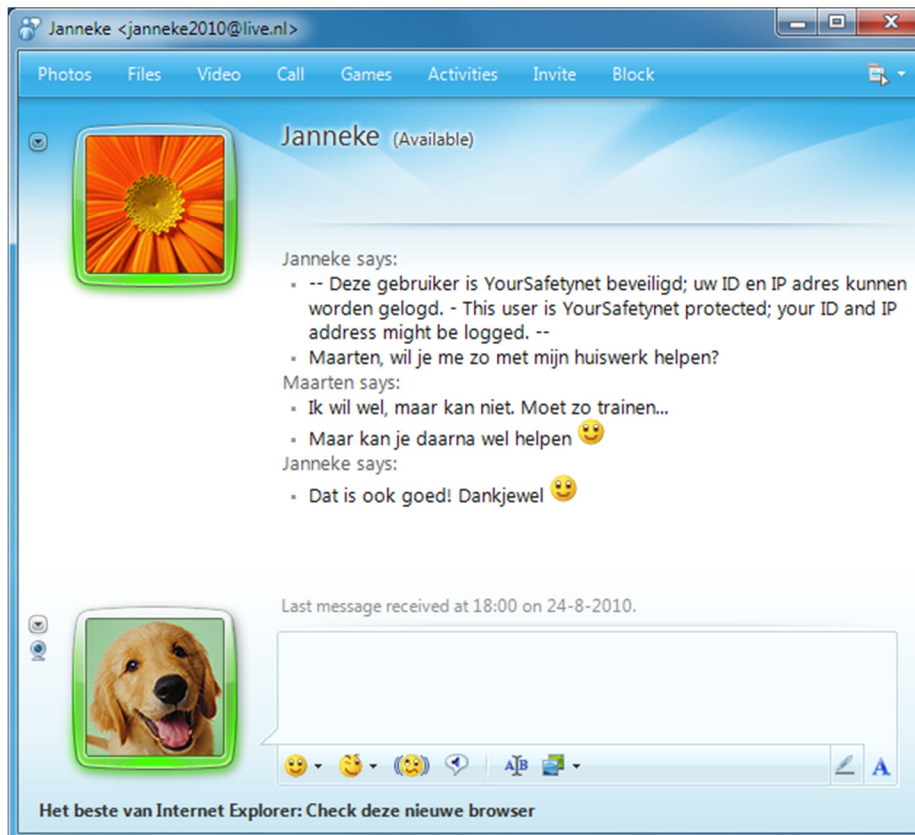 Janneke <janneke2010@live.nl>
Photos Files Video Call Games Activities Invite Block
Janneke (Available)
Janneke says:
-- Deze gebruiker is YourSafetynet beveiligd; uw ID en IP adres kunnen
worden gelogd. - This user is YourSafetynet protected; your ID and IP
address might be logged. --
Maarten, wil je me zo met mijn huiswerk helpen?
Maarten says:
Ik wil wel, maar kan niet. Moet zo trainen...
Maar kan je daarna wel helpen
Janneke says:
Dat is ook goed! Dankjewel
Last message received at 18:00 on 24-8-2010.
AB
A
Het beste van Internet Explorer: Check deze nieuwe browser